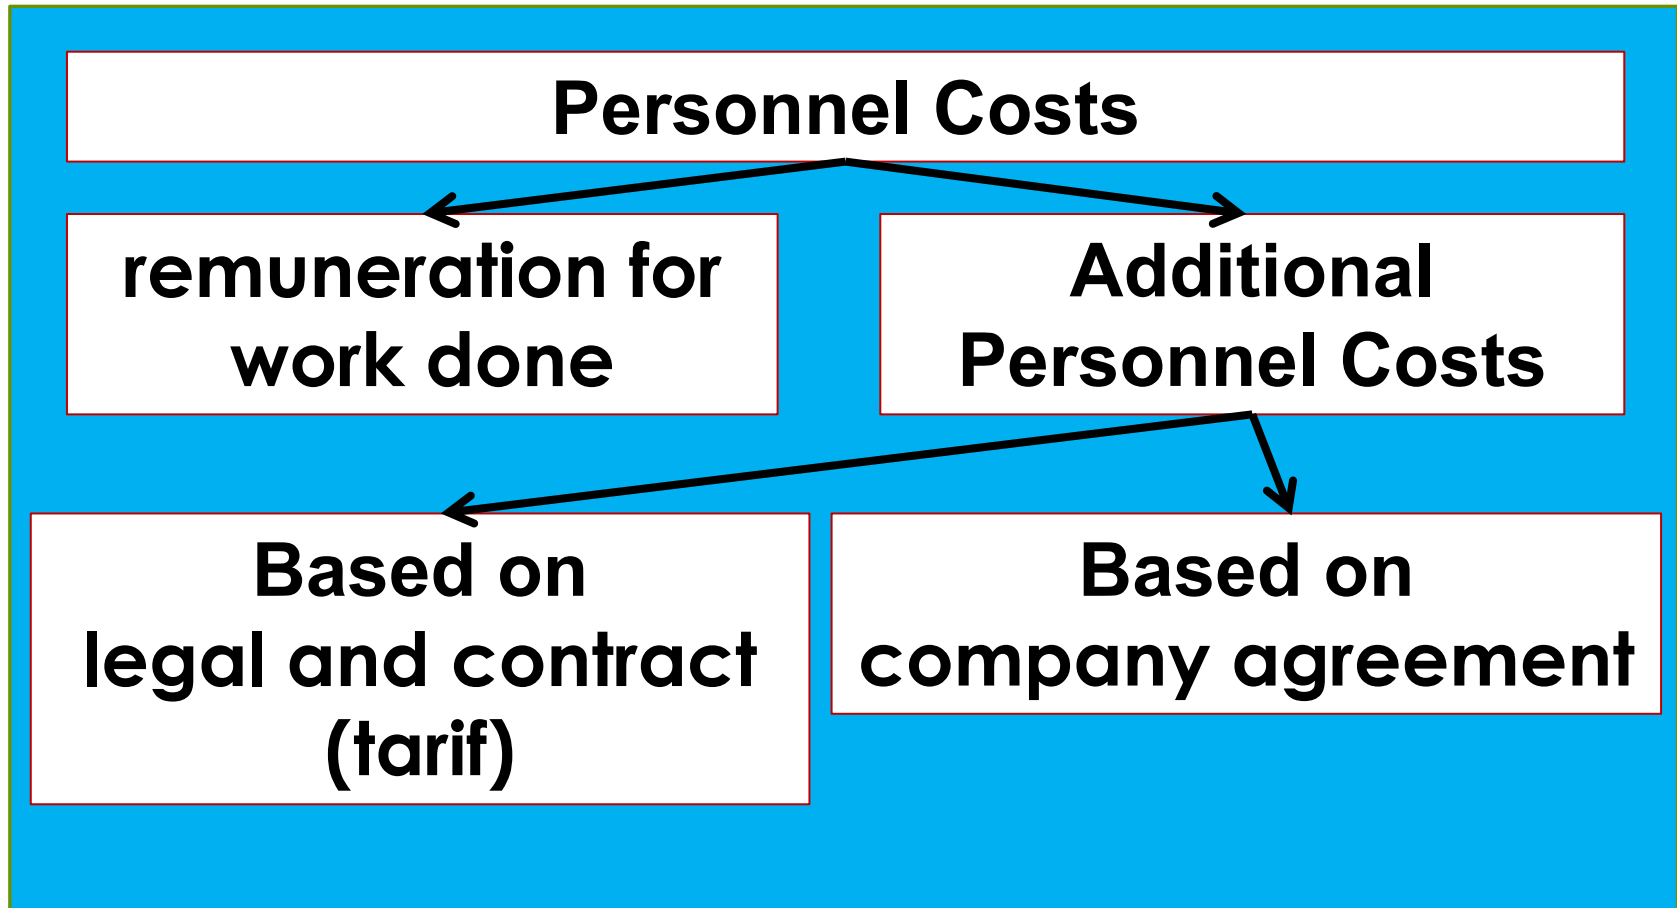 Personnel Costs
remuneration for
work done
Additional
Personnel Costs
Based on
legal and contract
(tarif)
Based on
company agreement